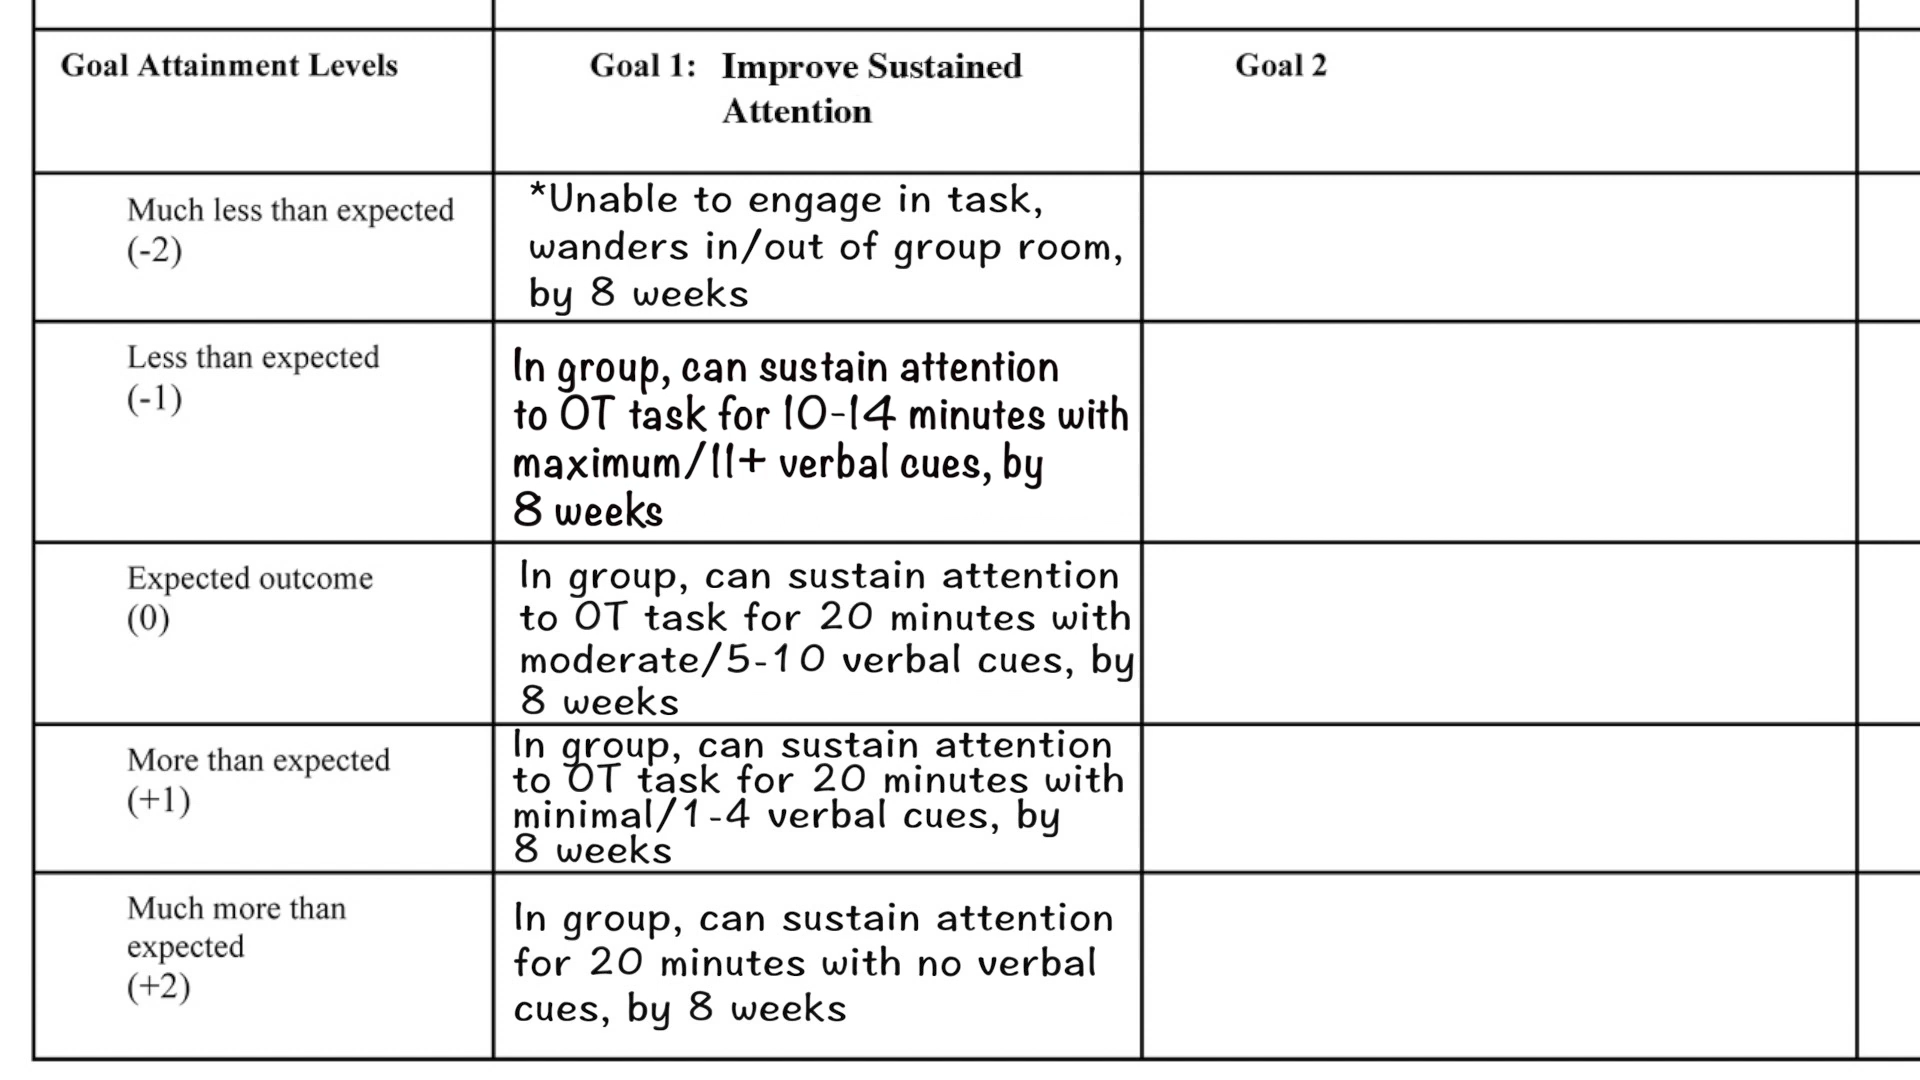 Goal Attainment Levels
Goal 1: Improve Sustained
Attention
Goal 2
Much less than expected
(-2)
*Unable to engage in task,
wanders in/out of group room,
by 8 weeks
Less than expected
(-1)
In group, can sustain attention
to OT task for 10-14 minutes with
maximum/11+ verbal cues, by
8 weeks
Expected outcome
(0)
In group, can sustain attention
to OT task for 20 minutes with
moderate/5-10 verbal cues, by
8 weeks
More than expected
(+1)
In group, can sustain attention
to OT task for 20 minutes with
minimal/1-4 verbal cues, by
8 weeks
Much more than
expected
(+2)
In group, can sustain attention
for 20 minutes with no verbal
cues, by 8 weeks